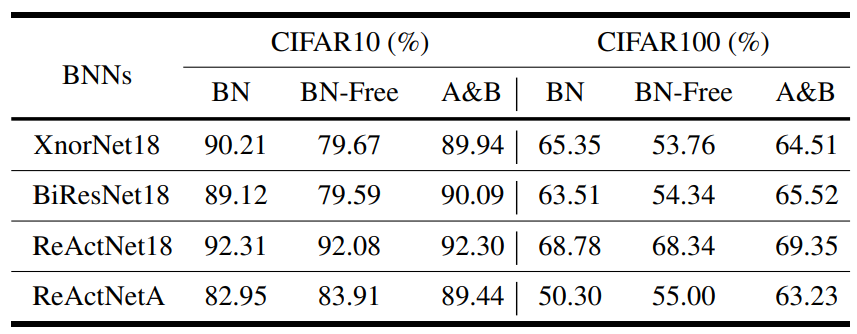 BNNs CIFAR10 (%) CIFAR100 (%)
BN BN-Free A&B BN BN-Free A&B
XnorNet18 90.21 79.67 89.94 65.35 53.76 64.51
BiResNet18 89.12 79.59 90.09 63.51 54.34 65.52
ReActNet18 92.31 92.08 92.30 68.78 68.34 69.35
ReActNetA 82.95 83.91 89.44 50.30 55.00 63.23